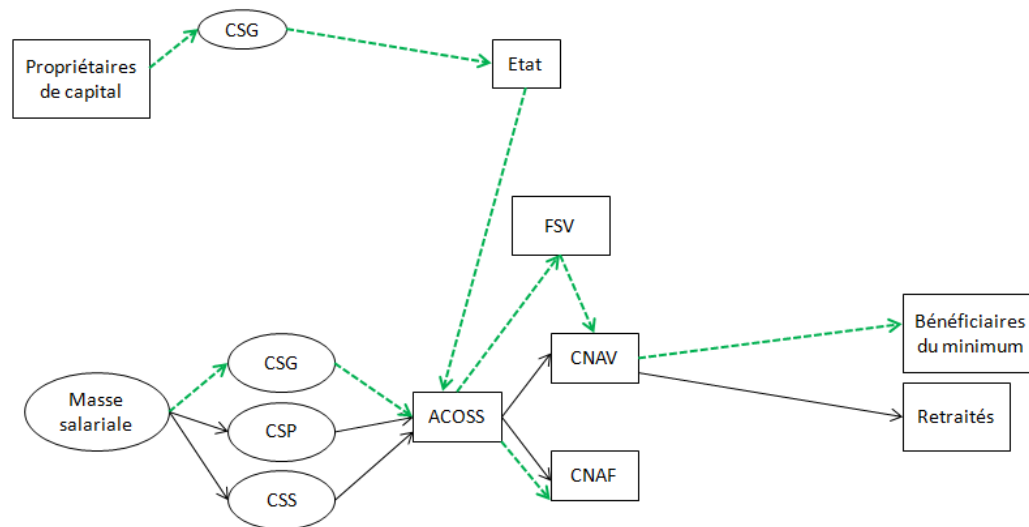 CSG
Propriétaires
de capital
Etat
FSV
Bénéficiaires
du minimum
CNAV
CSG
Masse
salariale
ACOSS
Retraités
CSP
CNAF
CSS